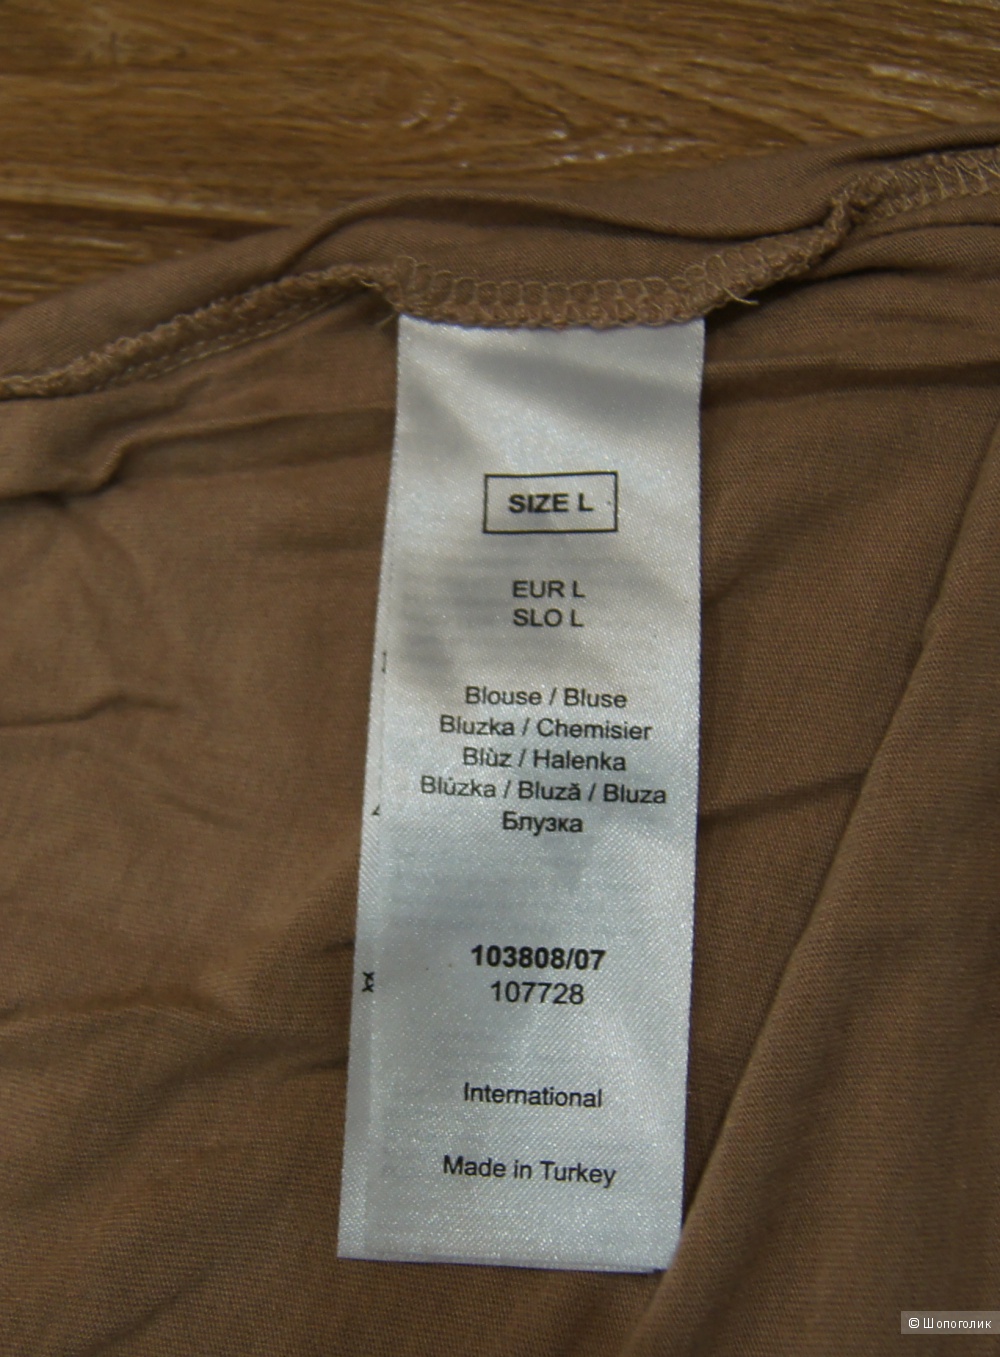 SIZE L
EUR L
SLO L
Blouse / Bluse
Bluzka / Chemisier
Blùz / Halenka
Blúzka / Bluză / Bluza
Блузка
103808/07
107728
International
Made in Turkey
© Шопоголик